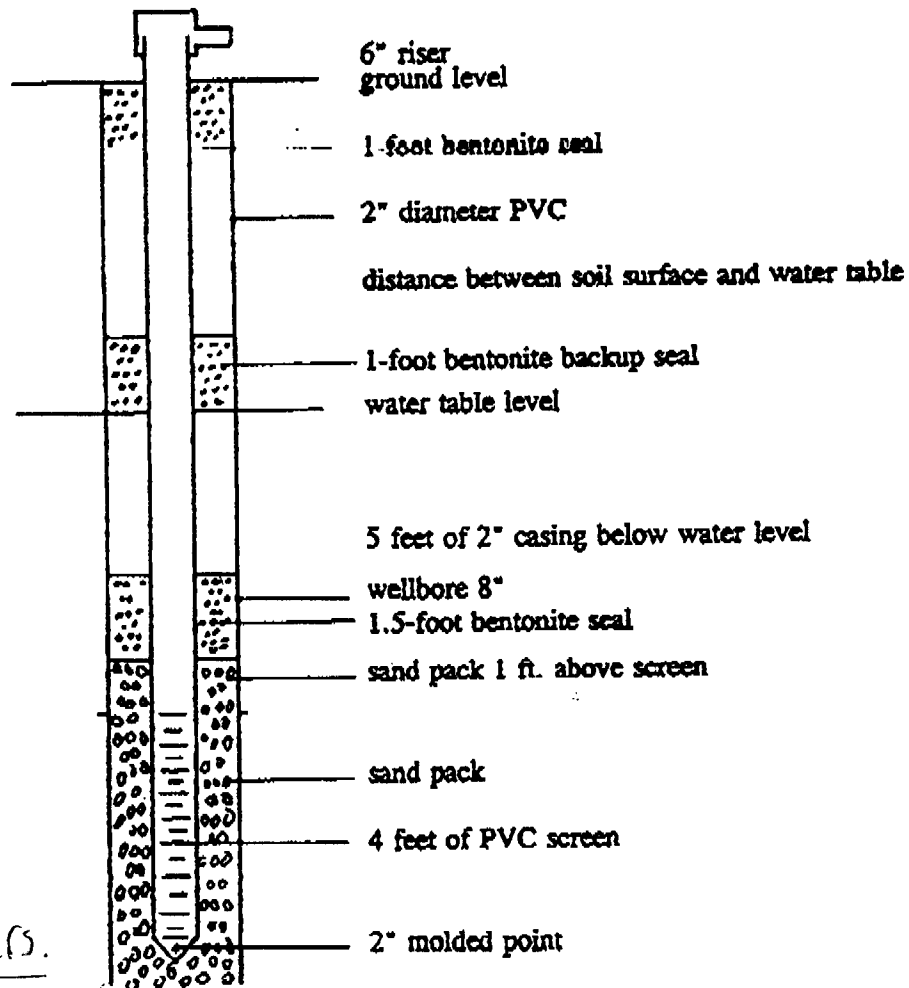 6" riser
ground level
1-foot bentonite seal
2" diameter PVC
distance between soil surface and water table
1-foot bentonite backup seal
water table level
5 feet of 2" casing below water level
wellbore 8"
1.5-foot bentonite seal
sand pack 1 ft. above screen
sand pack
4 feet of PVC screen
2" molded point